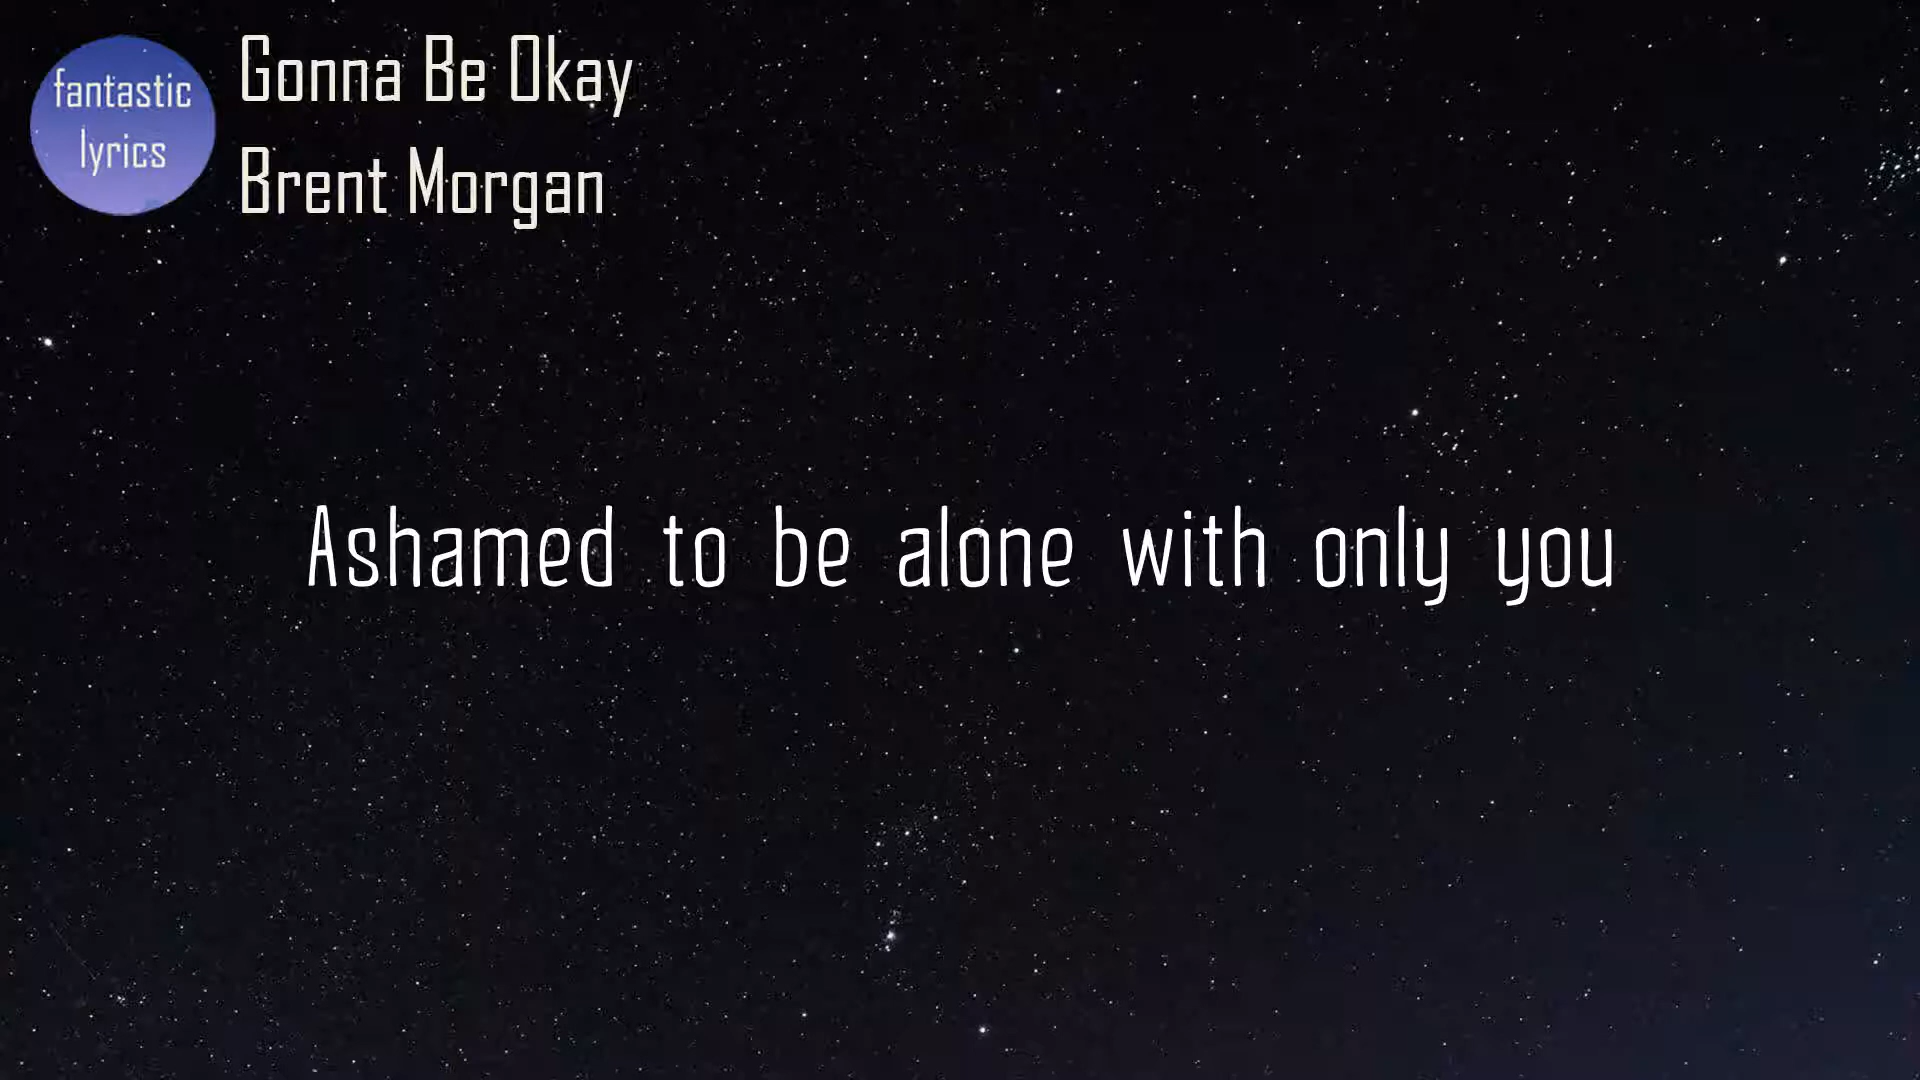 fantastic
lyrics
Gonna Be Okay
Brent Morgan
Ashamed to be alone with only you